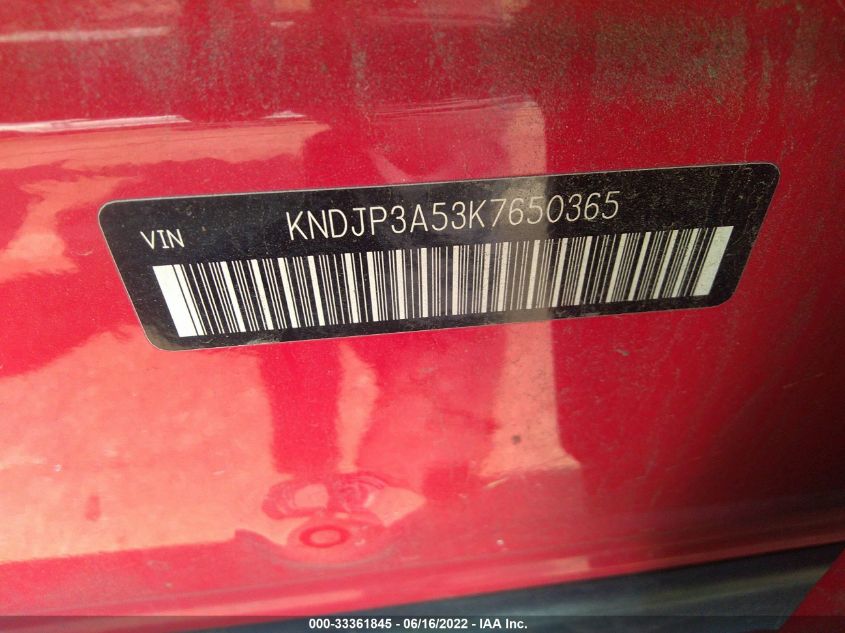 VIN KNDJP3A53K7650365
000-33361845 - 06/16/2022 - IAA Inc.